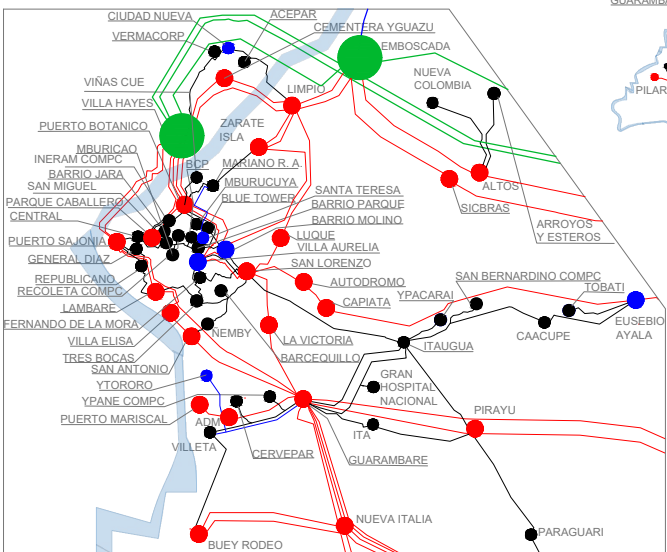 GUARAMBA
CIUDAD NUEVA
ACEPAR
VERMACORP
CEMENTERA YGUAZU
EMBOSCADA
VIÑAS CUE
LIMPIO
NUEVA
COLOMBIA
PILAR
VILLA HAYES
PUERTO BOTANICO
ZARATE
ISLA
MBURICAO
INERAM COMPC
BCP
MARIANO R. A.
BARRIO JARA
SAN MIGUEL
MBURUCUYA
SANTA TERESA
ALTOS
PARQUE CABALLERO
BLUE TOWER
BARRIO PARQUE
SICBRAS
CENTRAL
BARRIO MOLINO
ARROYOS
Y ESTEROS
PUERTO SAJONIA
LUQUE
VILLA AURELIA
GENERAL DIAZ
SAN LORENZO
REPUBLICANO
AUTODROMO
SAN BERNARDINO COMPC
RECOLETA COMPC
CAPIATA
YPACARAI
TOBATI
LAMBARE
FERNANDO DE LA MORA
ÑEMBY
LA VICTORIA
ITAUGUA
CAACUPE
EUSEBIO
AYALA
VILLA ELISA
TRES BOCAS
BARCEQUILLO
SAN ANTONIO
YTORORO
GRAN
HOSPITAL
NACIONAL
YPANE COMPC
PIRAYU
PUERTO MARISCAL
ADM
ITA
VILLETA
CERVEPAR
GUARAMBARE
NUEVA ITALIA
PARAGUARI
BUEY RODEO